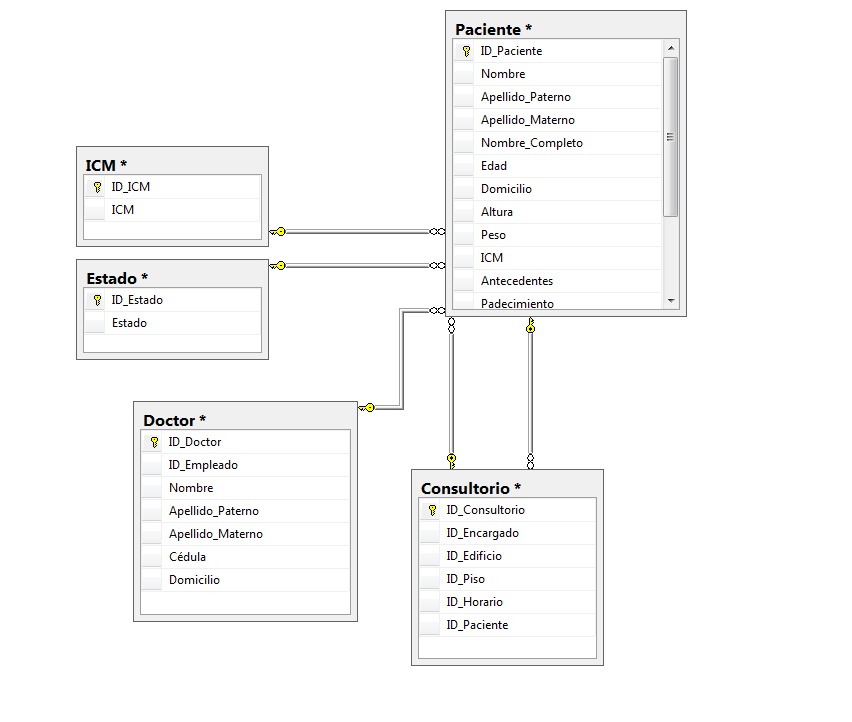 Paciente *
ID_Paciente
Nombre
Apellido_Paterno
Apellido_Materno
Nombre_Completo
Edad
Domicilio
Altura
Peso
ICM
Antecedentes
Padecimiento
ICM *
ID_ICM
ICM
Estado *
ID_Estado
Estado
Doctor *
ID_Doctor
ID_Empleado
Nombre
Apellido_Paterno
Apellido_Materno
Cédula
Domicilio
Consultorio *
ID_Consultorio
ID_Encargado
ID_Edificio
ID_Piso
ID_Horario
ID_Paciente